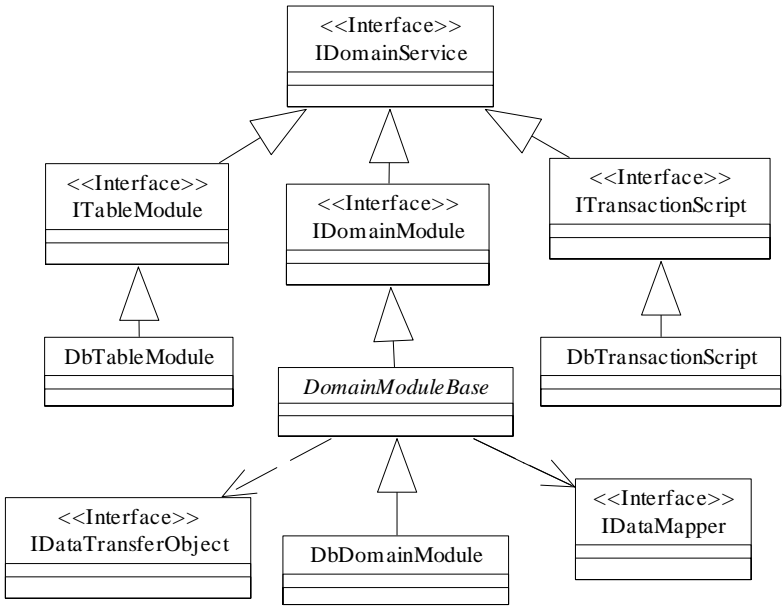 <<Interface>>
IDomainService
<<Interface>>
ITableModule
<<Interface>>
IDomainModule
<<Interface>>
ITransactionScript
DbTableModule
DbTransactionScript
DomainModuleBase
<<Interface>>
IDataTransferObject
DbDomainModule
<<Interface>>
IDataMapper